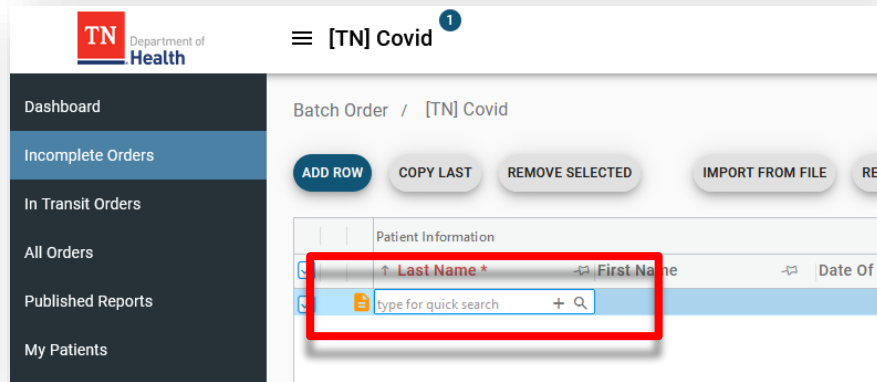 TN Department of
Health
[TN] Covid 1
Dashboard
Incomplete Orders
In Transit Orders
All Orders
Published Reports
My Patients
Batch Order / [TN] Covid
ADD ROW COPY LAST REMOVE SELECTED IMPORT FROM FILE RE
Patient Information
↑ Last Name * First Name Date Of
type for quick search +